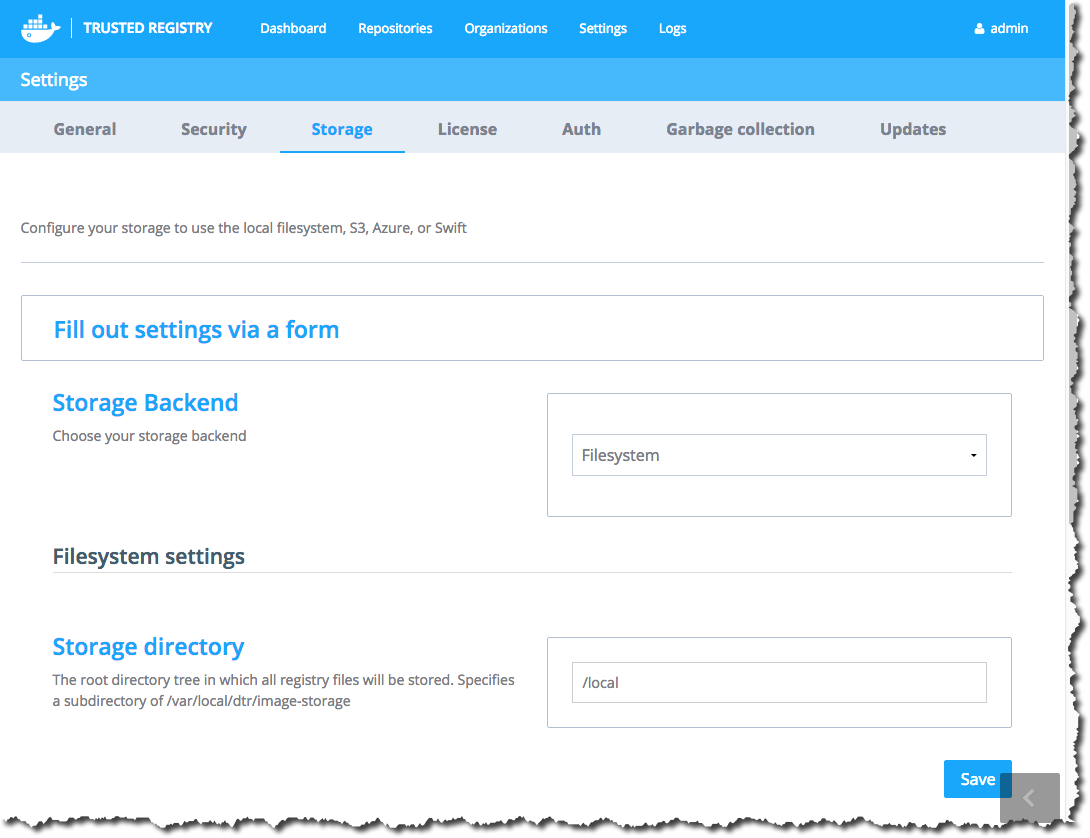 TRUSTED REGISTRY Dashboard Repositories Organizations Settings Logs admin
Settings
General Security Storage License Auth Garbage collection Updates
Configure your storage to use the local filesystem, S3, Azure, or Swift
Fill out settings via a form
Storage Backend
Choose your storage backend
Filesystem
Filesystem settings
Storage directory
The root directory tree in which all registry files will be stored. Specifies
a subdirectory of /var/local/dtr/image-storage
/local
Save